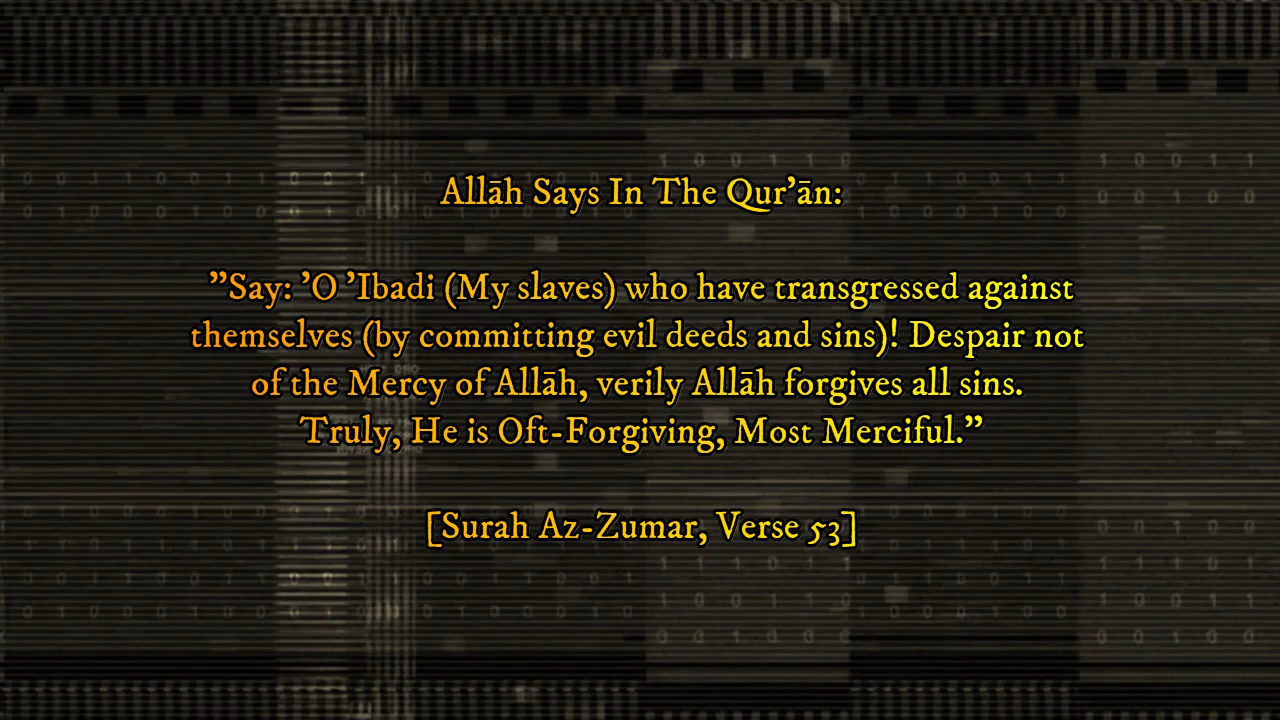 Allāh Says In The Qur’ān:
”Say: ’O ’Ibadi (My slaves) who have transgressed against
themselves (by committing evil deeds and sins)! Despair not
of the Mercy of Allāh, verily Allāh forgives all sins.
Truly, He is Oft-Forgiving, Most Merciful.”
[Surah Az-Zumar, Verse 53]